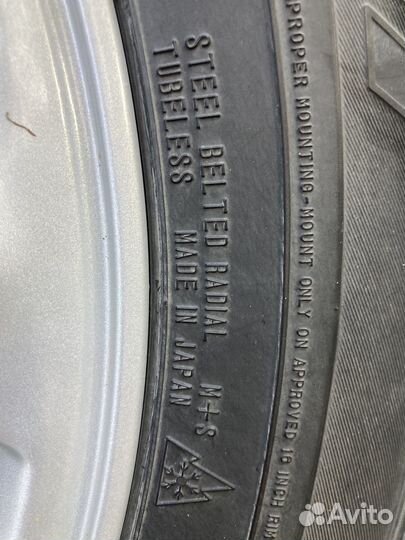 PROPER MOUNTING-MOUNT ONLY ON APPROVED 16 INCH RIM
STEEL BELTED RADIAL M+S
TUBELESS MADE IN JAPAN
Avito